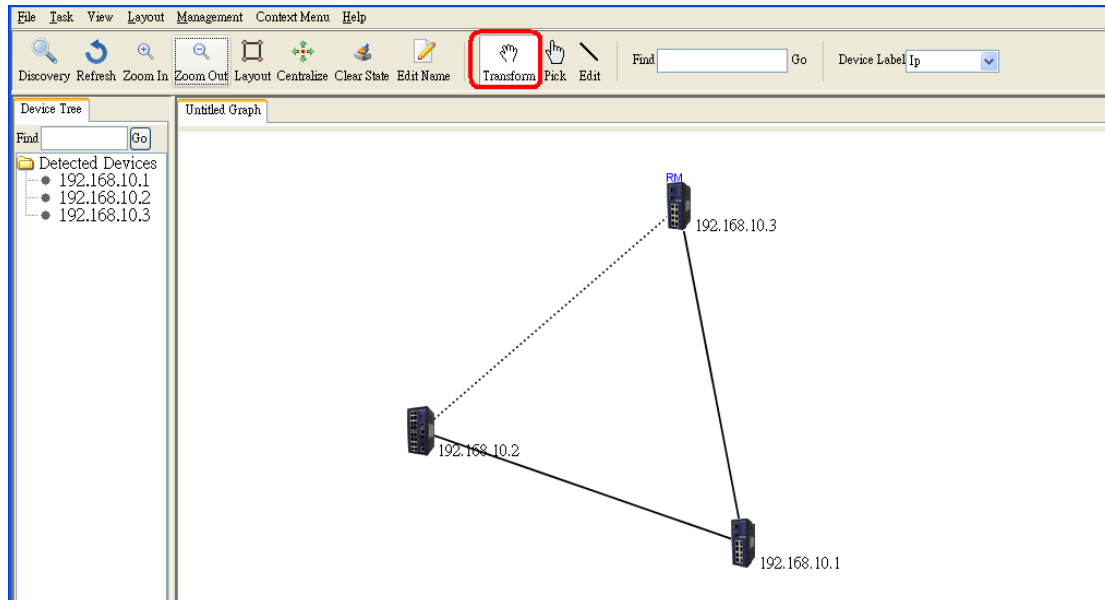 File Task View Layout Management Context Menu Help
Discovery Refresh Zoom In Zoom Out Layout Centralize Clear State Edit Name Transform Pick Edit Find Go Device Label Ip
Device Tree
Untitled Graph
Find Go
Detected Devices
192.168.10.1
192.168.10.2
192.168.10.3
RM
192.168.10.3
192.168.10.2
192.168.10.1